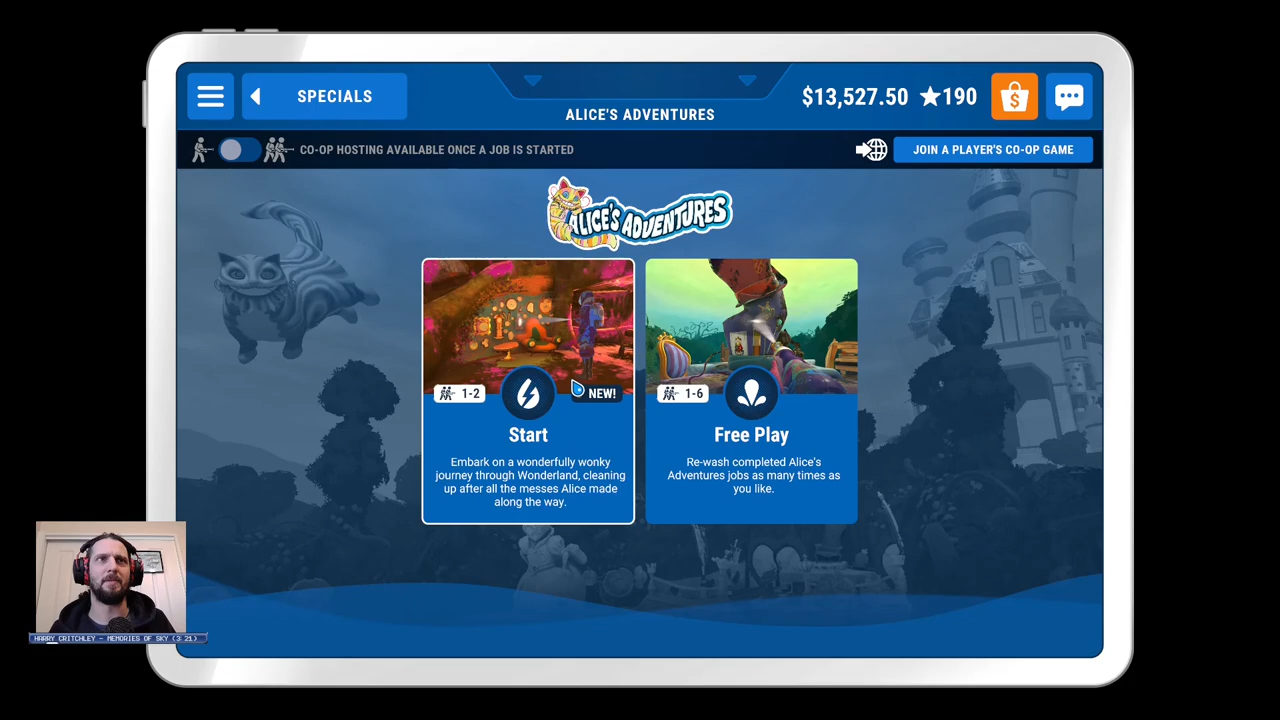 SPECIALS
ALICE'S ADVENTURES
$13,527.50 ★190
CO-OP HOSTING AVAILABLE ONCE A JOB IS STARTED
JOIN A PLAYER'S CO-OP GAME
ALICE'S ADVENTURES
1-2
NEW!
Start
Embark on a wonderfully wonky
journey through Wonderland, cleaning
up after all the messes Alice made
along the way.
1-6
Free Play
Re-wash completed Alice's
Adventures jobs as many times as
you like.
HARRY CRITCHLEY - MEMORIES OF SKY (3:21)